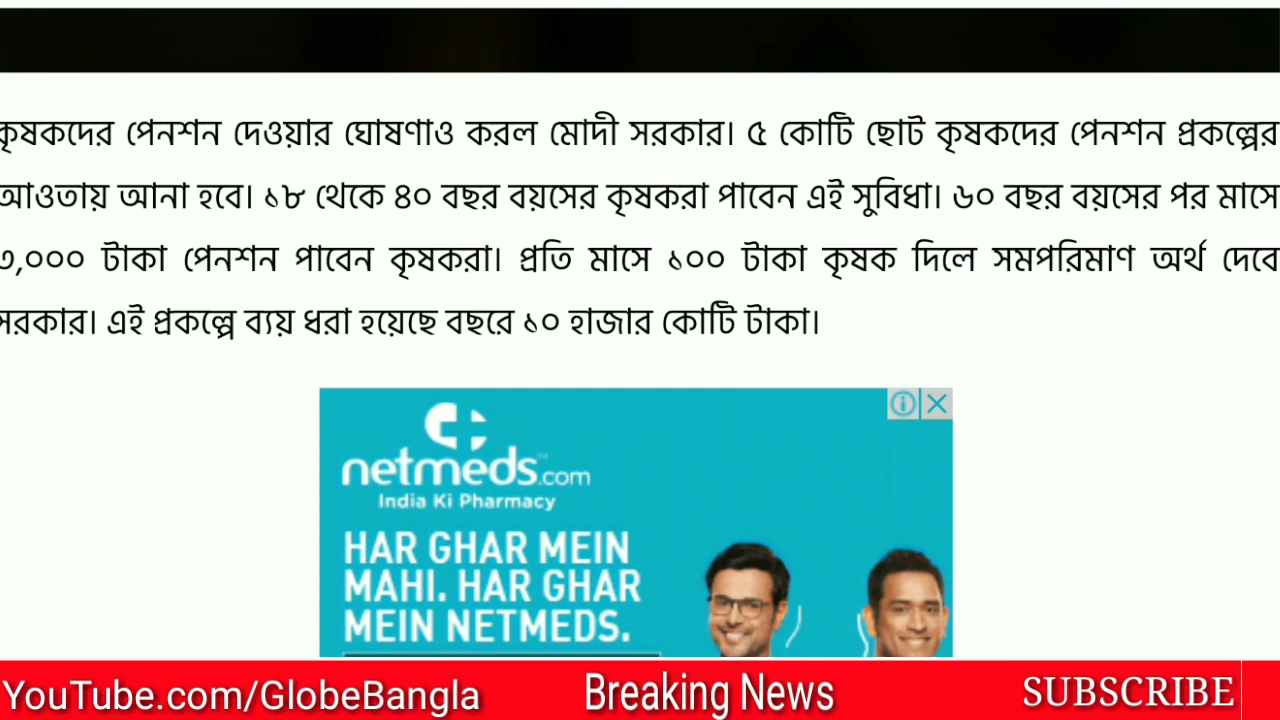 কৃষকদের পেনশন দেওয়ার ঘোষণাও করল মোদী সরকার। ৫ কোটি ছোট কৃষকদের পেনশন প্রকল্পের
আওতায় আনা হবে। ১৮ থেকে ৪০ বছর বয়সের কৃষকরা পাবেন এই সুবিধা। ৬০ বছর বয়সের পর মাসে
৩,০০০ টাকা পেনশন পাবেন কৃষকরা। প্রতি মাসে ১০০ টাকা কৃষক দিলে সমপরিমাণ অর্থ দেবে
সরকার। এই প্রকল্পে ব্যয় ধরা হয়েছে বছরে ১০ হাজার কোটি টাকা।
netmeds.com
India Ki Pharmacy
HAR GHAR MEIN
MAHI. HAR GHAR
MEIN NETMEDS.
YouTube.com/GlobeBangla Breaking News SUBSCRIBE